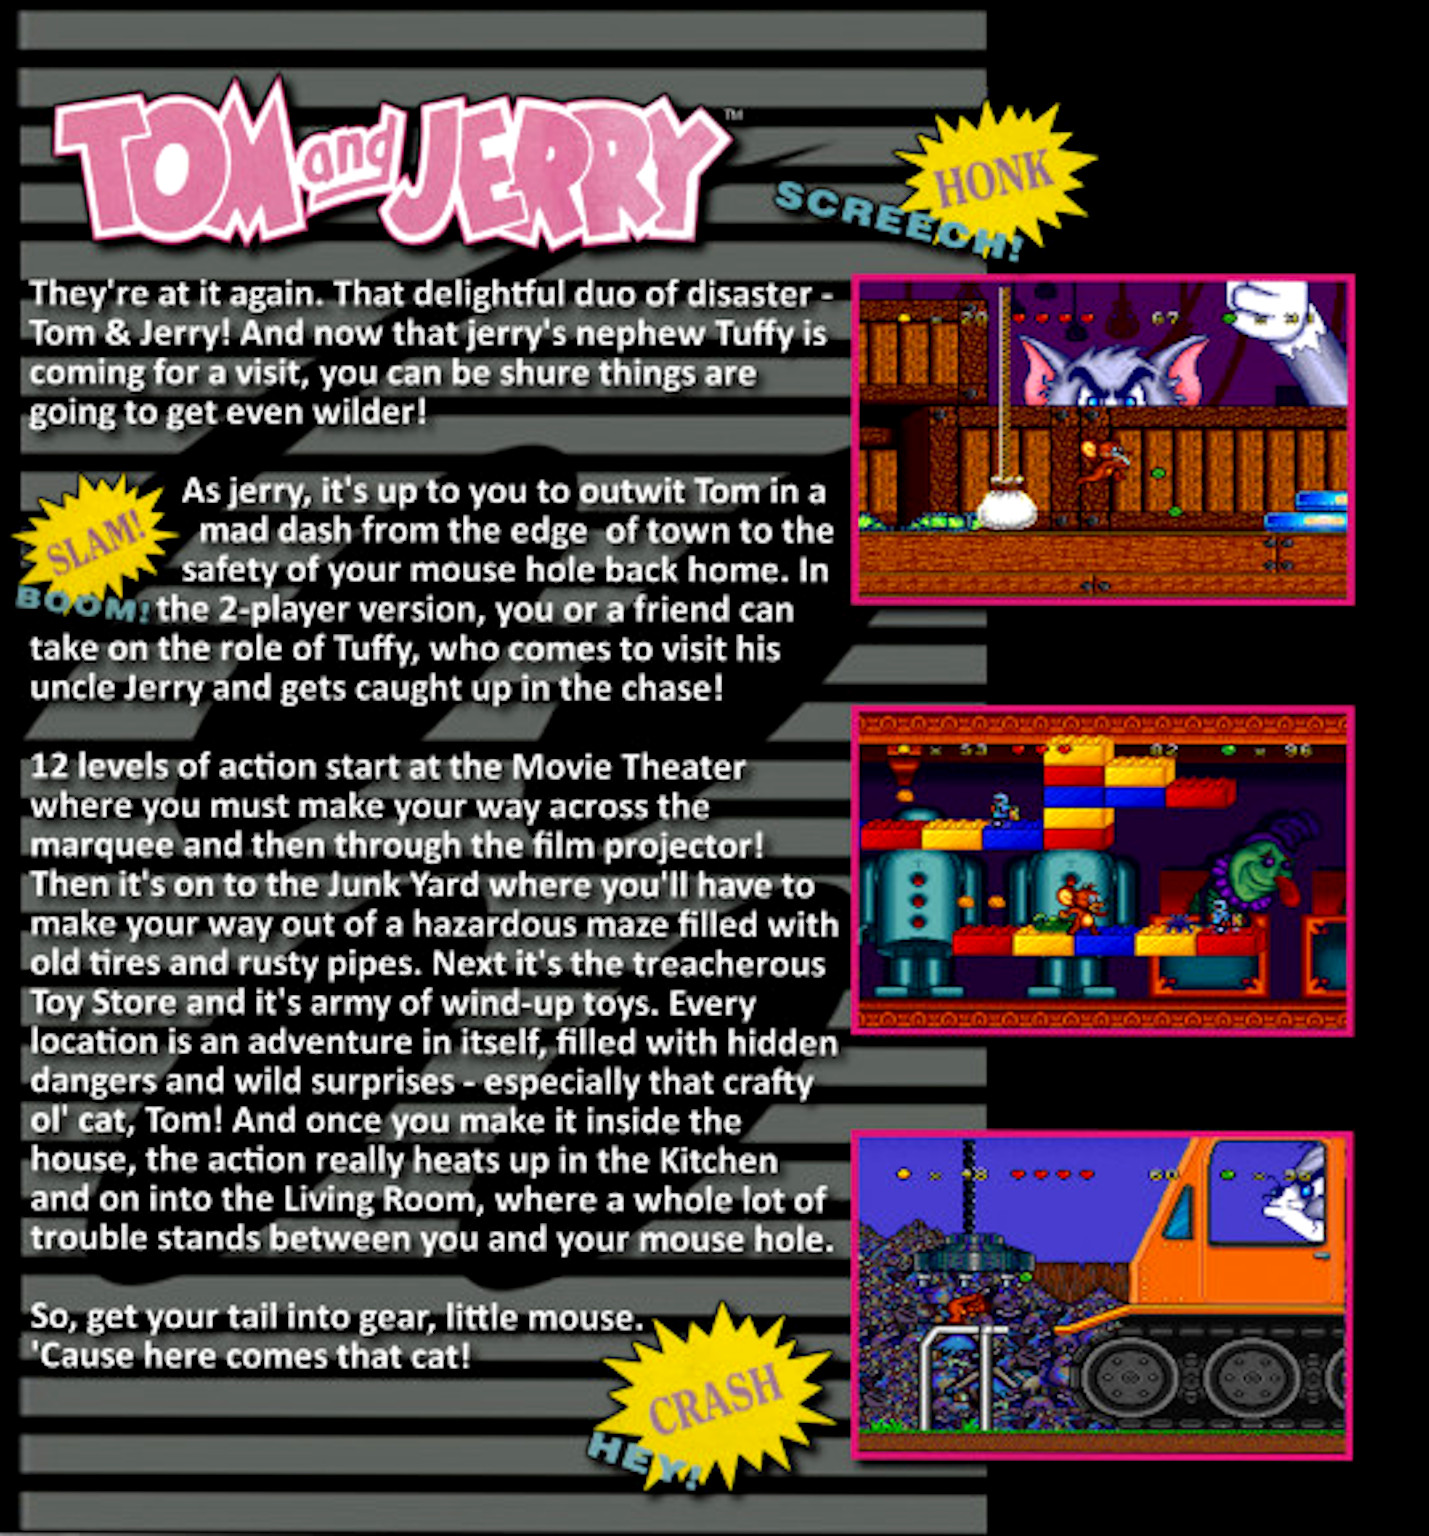 TOM and JERRY™
HONK
SCREECH!
They're at it again. That delightful duo of disaster -
Tom & Jerry! And now that jerry's nephew Tuffy is
coming for a visit, you can be shure things are
going to get even wilder!
SLAM!
BOOM!
As jerry, it's up to you to outwit Tom in a
mad dash from the edge of town to the
safety of your mouse hole back home. In
the 2-player version, you or a friend can
take on the role of Tuffy, who comes to visit his
uncle Jerry and gets caught up in the chase!
12 levels of action start at the Movie Theater
where you must make your way across the
marquee and then through the film projector!
Then it's on to the Junk Yard where you'll have to
make your way out of a hazardous maze filled with
old tires and rusty pipes. Next it's the treacherous
Toy Store and it's army of wind-up toys. Every
location is an adventure in itself, filled with hidden
dangers and wild surprises - especially that crafty
ol' cat, Tom! And once you make it inside the
house, the action really heats up in the Kitchen
and on into the Living Room, where a whole lot of
trouble stands between you and your mouse hole.
So, get your tail into gear, little mouse.
'Cause here comes that cat!
CRASH
HEY!
67
× 53 82 × 96
60